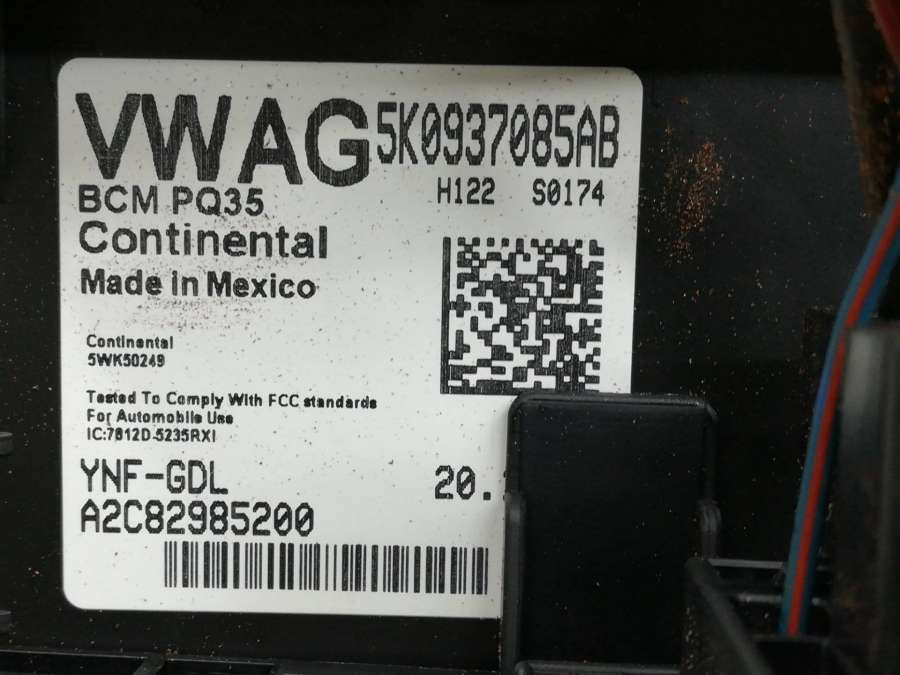 VWAG 5K0937085AB
BCM PQ35 H122 S0174
Continental
Made in Mexico
Continental
5WK50249
Tested To Comply With FCC standards
For Automobile Use
IC:7812D-5235RXI
YNF-GDL 20.
A2C82985200